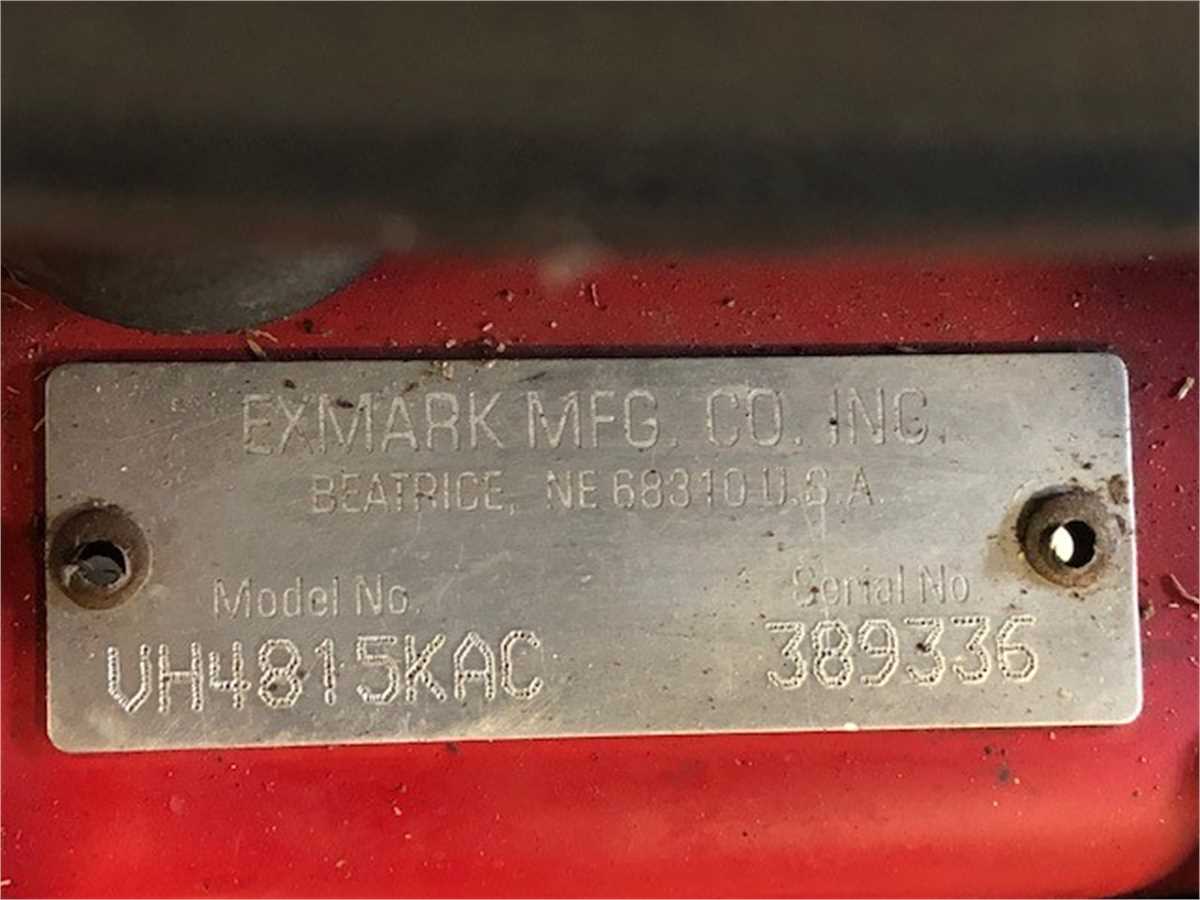 EXMARK MFG. CO. INC.
BEATRICE, NE 68310 U.S.A.
Model No. Serial No.
VH4815KAC 389336